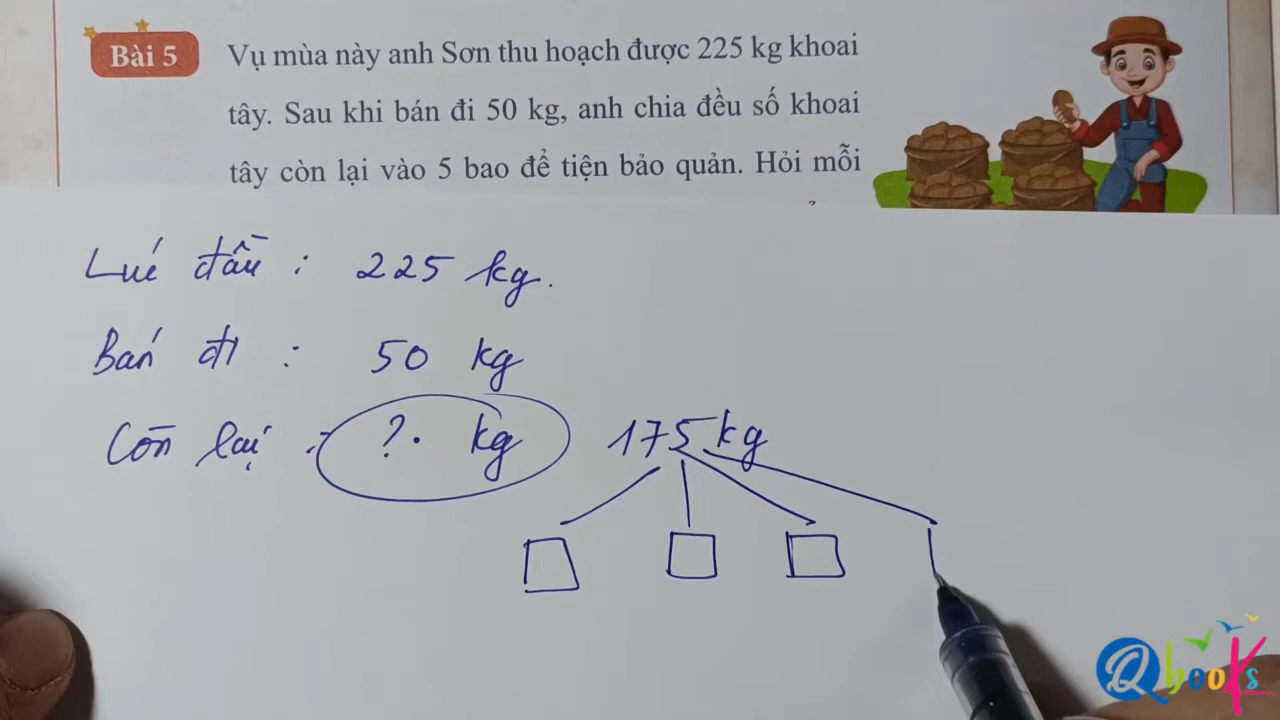 Bài 5
Vụ mùa này anh Sơn thu hoạch được 225 kg khoai
tây. Sau khi bán đi 50 kg, anh chia đều số khoai
tây còn lại vào 5 bao để tiện bảo quản. Hỏi mỗi
Lúc đầu : 225 kg.
Bán đi : 50 kg
Còn lại : ? kg 175 kg
Qbooks